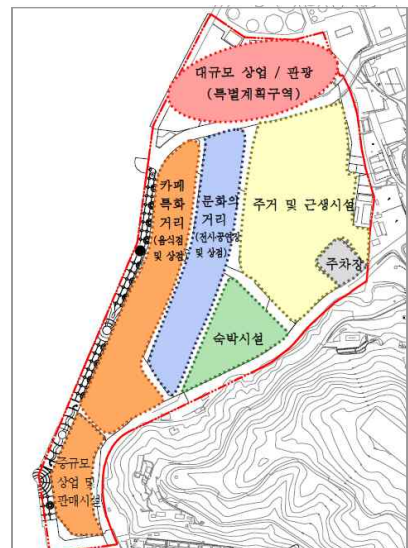 대규모 상업 / 관광
(특별계획구역)
카페
특화
거리
(음식점
및 상점)
문화의
거리
(전시공연장
및 상점)
주거 및 근생시설
주차장
숙박시설
중규모
상업 및
판매시설